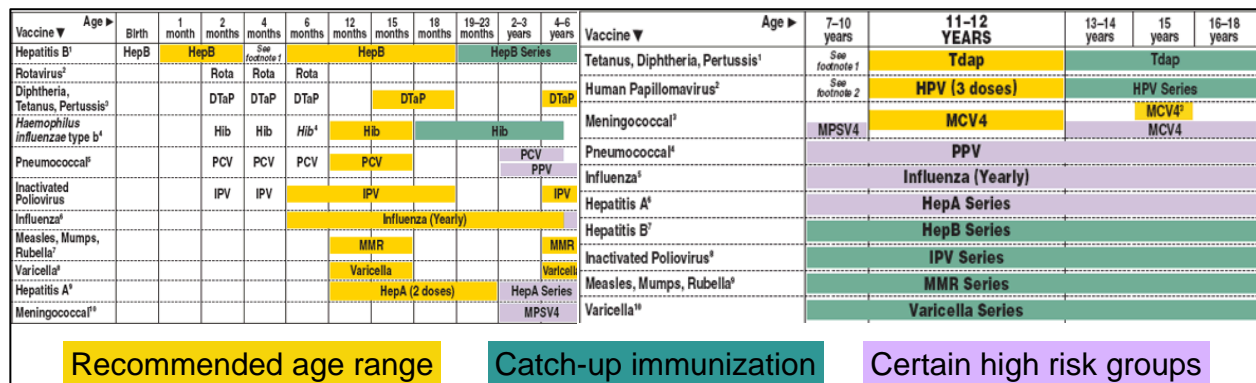 Vaccine ▼ Age ▶ Birth 1 month 2 months 4 months 6 months 12 months 15 months 18 months 19–23 months 2–3 years 4–6 years
Hepatitis B¹ HepB HepB See footnote 1 HepB HepB Series
Rotavirus² Rota Rota Rota
Diphtheria, Tetanus, Pertussis³ DTaP DTaP DTaP DTaP DTaP
Haemophilus influenzae type b⁴ Hib Hib Hib⁴ Hib Hib
Pneumococcal⁵ PCV PCV PCV PCV PCV
PPV
Inactivated Poliovirus IPV IPV IPV IPV
Influenza⁶ Influenza (Yearly)
Measles, Mumps, Rubella⁷ MMR MMR
Varicella⁸ Varicella Varicella
Hepatitis A⁹ HepA (2 doses) HepA Series
Meningococcal¹⁰ MPSV4
Vaccine ▼ Age ▶ 7–10 years 11–12 YEARS 13–14 years 15 years 16–18 years
Tetanus, Diphtheria, Pertussis¹ See footnote 1 Tdap Tdap
Human Papillomavirus² See footnote 2 HPV (3 doses) HPV Series
Meningococcal³ MPSV4 MCV4 MCV4³
MCV4
Pneumococcal⁴ PPV
Influenza⁵ Influenza (Yearly)
Hepatitis A⁶ HepA Series
Hepatitis B⁷ HepB Series
Inactivated Poliovirus⁸ IPV Series
Measles, Mumps, Rubella⁹ MMR Series
Varicella¹⁰ Varicella Series
Recommended age range Catch-up immunization Certain high risk groups